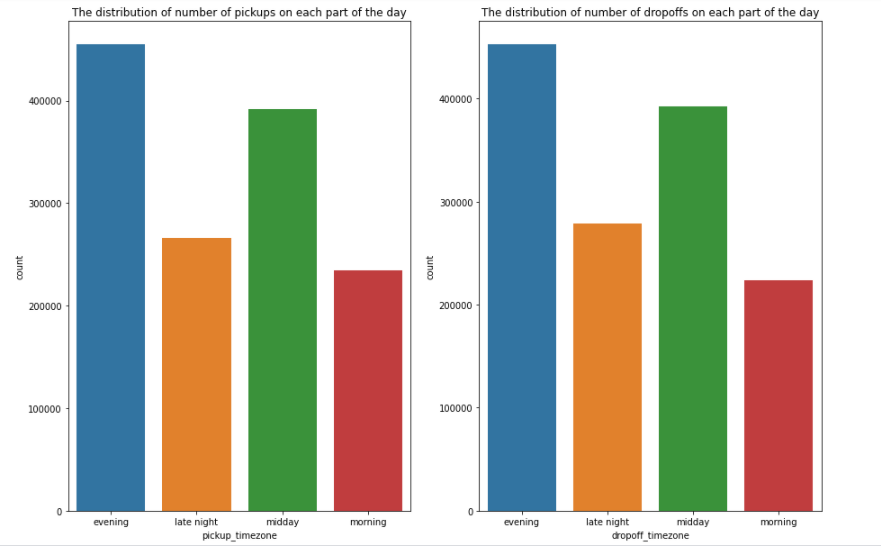 The distribution of number of pickups on each part of the day
400000
300000
200000
100000
0
count
evening late night midday morning
pickup_timezone
The distribution of number of dropoffs on each part of the day
400000
300000
200000
100000
0
count
evening late night midday morning
dropoff_timezone